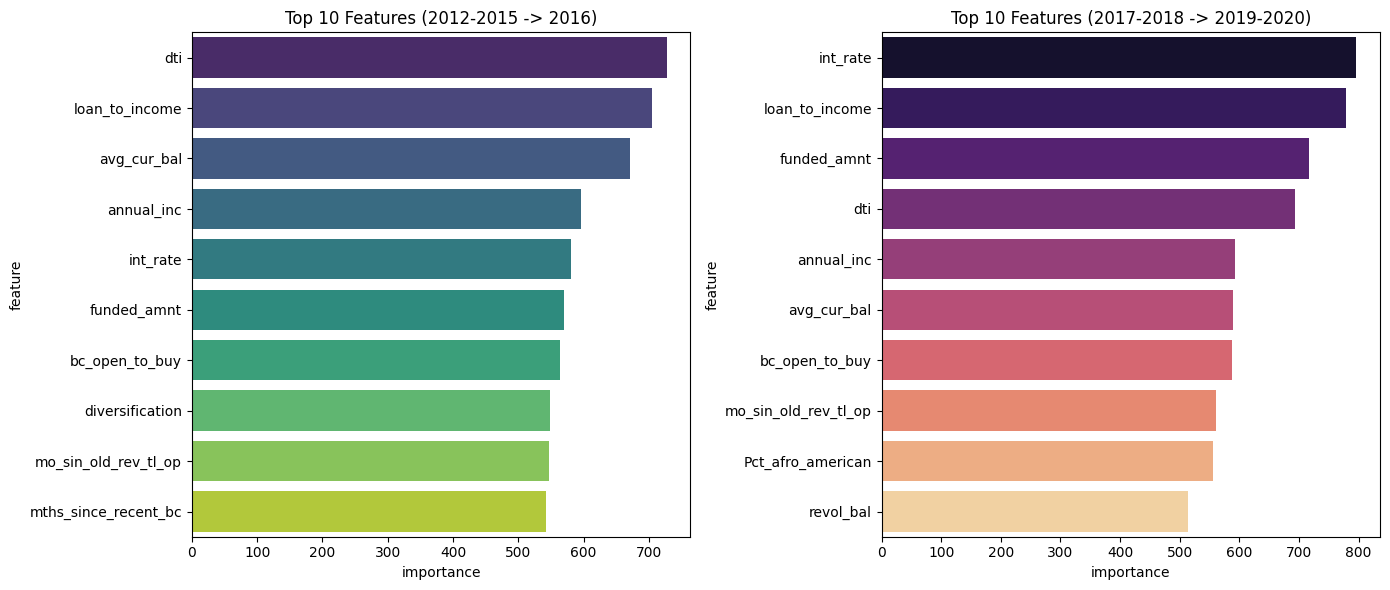 Top 10 Features (2012-2015 -> 2016)
feature
dti
loan_to_income
avg_cur_bal
annual_inc
int_rate
funded_amnt
bc_open_to_buy
diversification
mo_sin_old_rev_tl_op
mths_since_recent_bc
0 100 200 300 400 500 600 700
importance
Top 10 Features (2017-2018 -> 2019-2020)
feature
int_rate
loan_to_income
funded_amnt
dti
annual_inc
avg_cur_bal
bc_open_to_buy
mo_sin_old_rev_tl_op
Pct_afro_american
revol_bal
0 100 200 300 400 500 600 700 800
importance